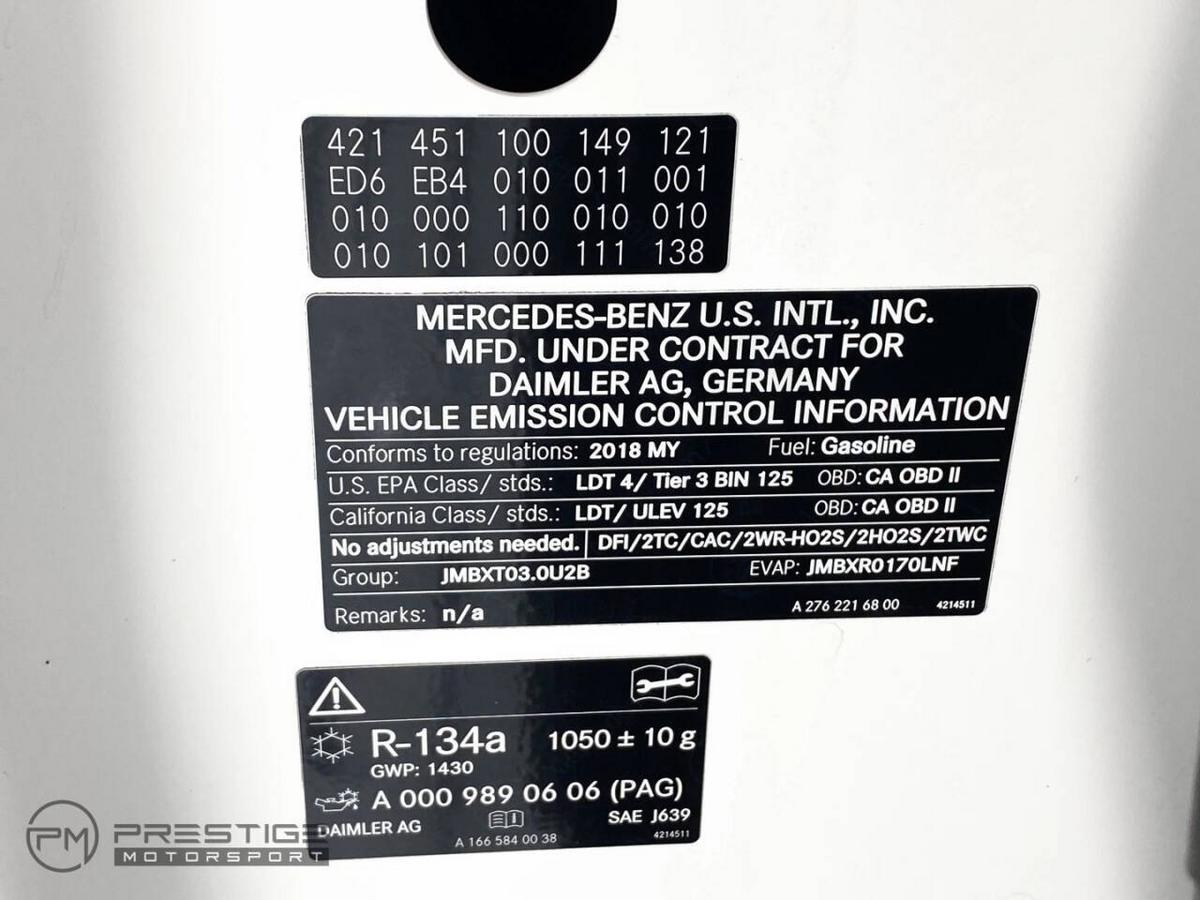 421 451 100 149 121
ED6 EB4 010 011 001
010 000 110 010 010
010 101 000 111 138
MERCEDES-BENZ U.S. INTL., INC.
MFD. UNDER CONTRACT FOR
DAIMLER AG, GERMANY
VEHICLE EMISSION CONTROL INFORMATION
Conforms to regulations: 2018 MY Fuel: Gasoline
U.S. EPA Class/ stds.: LDT 4/ Tier 3 BIN 125 OBD: CA OBD II
California Class/ stds.: LDT/ ULEV 125 OBD: CA OBD II
No adjustments needed. DFI/2TC/CAC/2WR-HO2S/2HO2S/2TWC
Group: JMBXT03.0U2B EVAP: JMBXR0170LNF
Remarks: n/a A 276 221 68 00 4214511
R-134a 1050 ± 10 g
GWP: 1430
A 000 989 06 06 (PAG)
DAIMLER AG SAE J639
A 166 584 00 38 4214511
PM PRESTIGE
MOTORSPORT